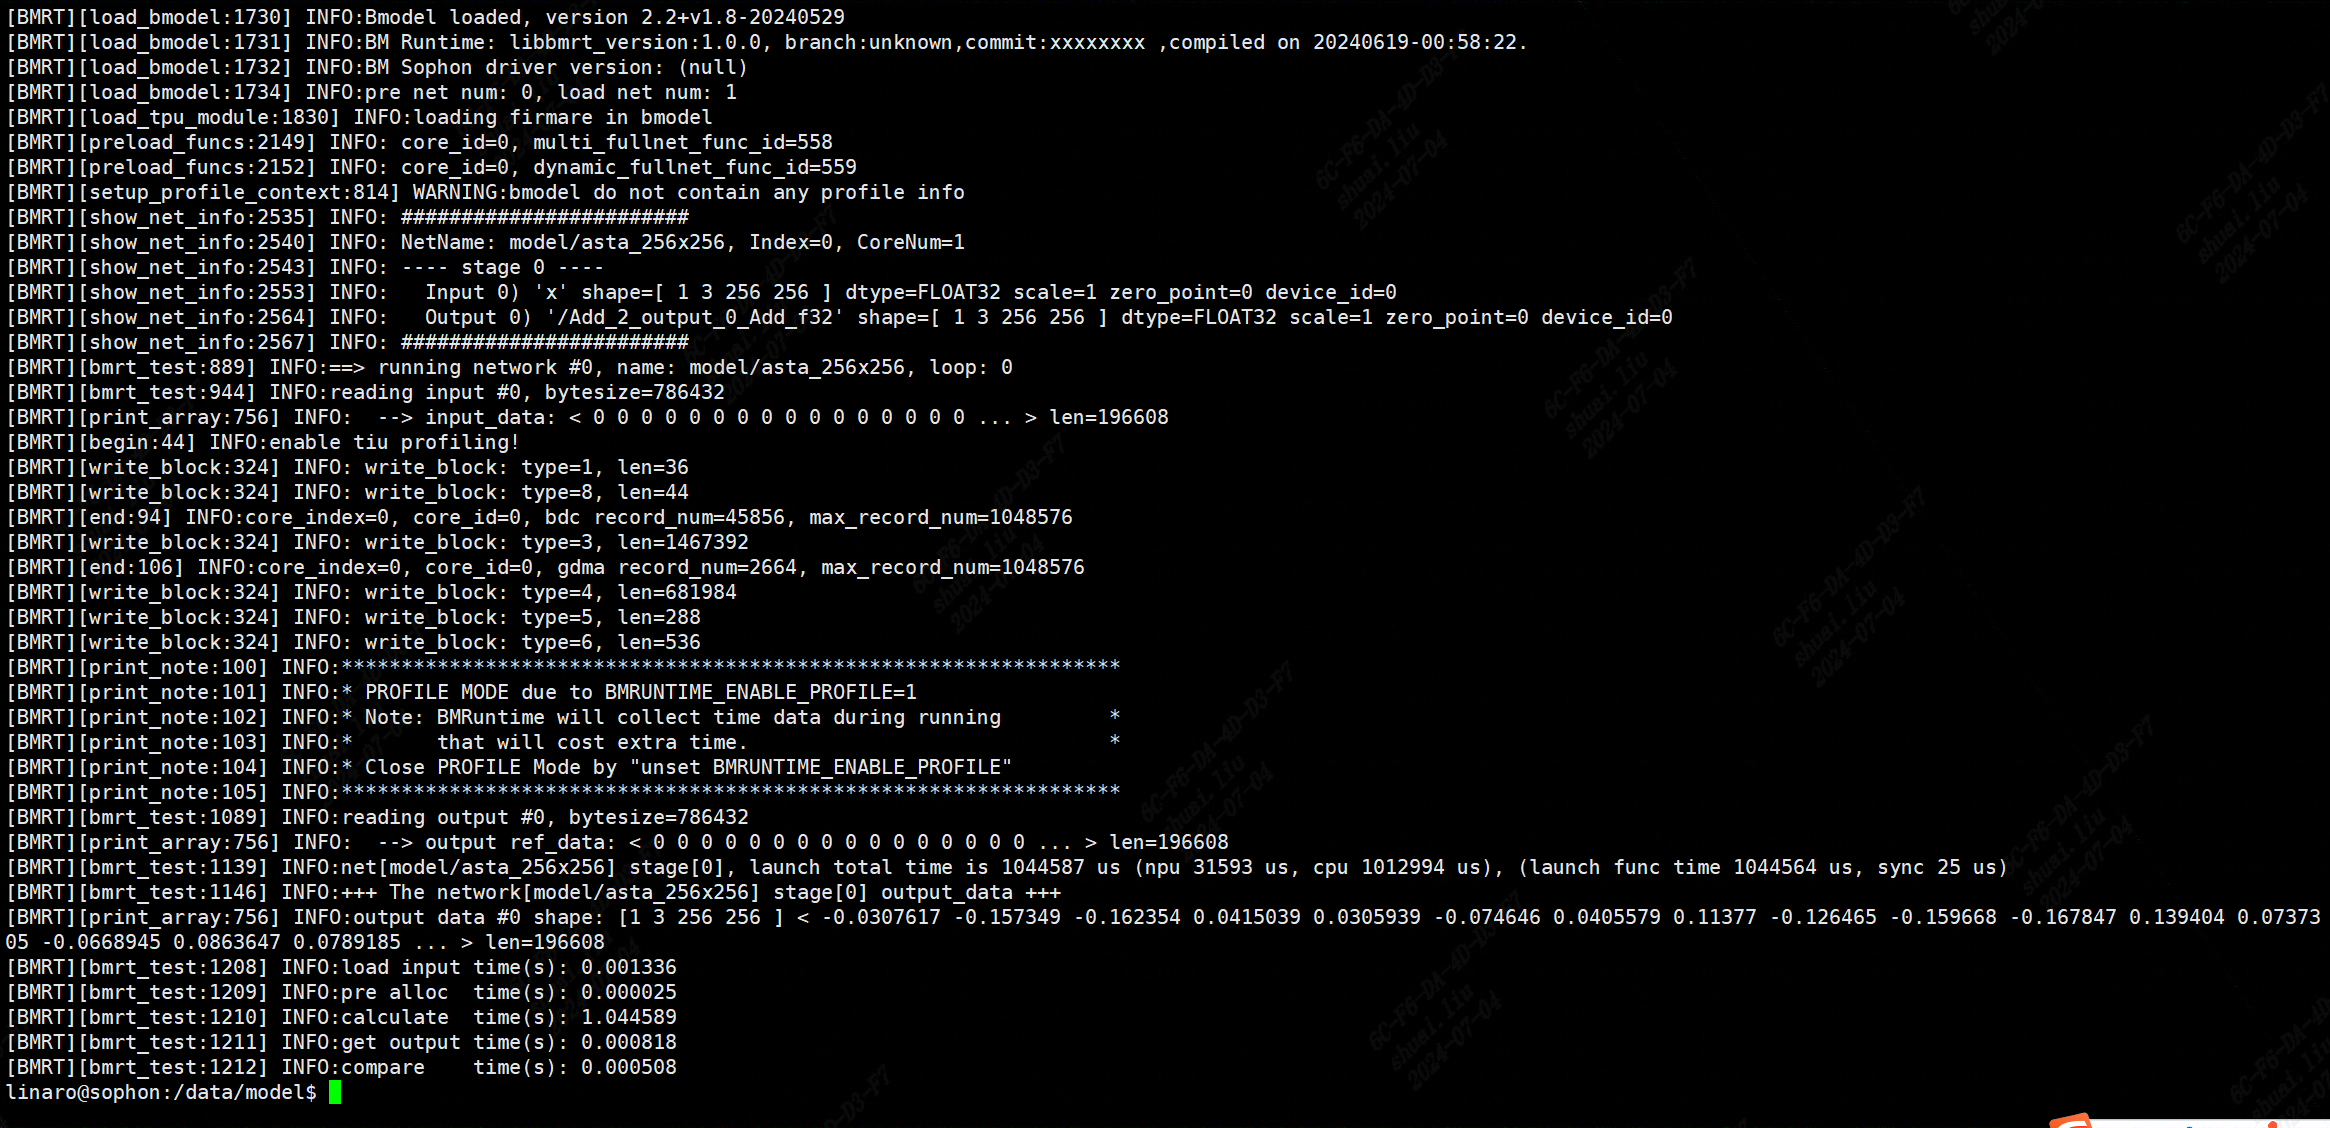 [BMRT][load_bmodel:1730] INFO:Bmodel loaded, version 2.2+v1.8-20240529
[BMRT][load_bmodel:1731] INFO:BM Runtime: libbmrt_version:1.0.0, branch:unknown,commit:xxxxxxxx ,compiled on 20240619-00:58:22.
[BMRT][load_bmodel:1732] INFO:BM Sophon driver version: (null)
[BMRT][load_bmodel:1734] INFO:pre net num: 0, load net num: 1
[BMRT][load_tpu_module:1830] INFO:loading firmare in bmodel
[BMRT][preload_funcs:2149] INFO: core_id=0, multi_fullnet_func_id=558
[BMRT][preload_funcs:2152] INFO: core_id=0, dynamic_fullnet_func_id=559
[BMRT][setup_profile_context:814] WARNING:bmodel do not contain any profile info
[BMRT][show_net_info:2535] INFO: ########################
[BMRT][show_net_info:2540] INFO: NetName: model/asta_256x256, Index=0, CoreNum=1
[BMRT][show_net_info:2543] INFO: ---- stage 0 ----
[BMRT][show_net_info:2553] INFO:   Input 0) 'x' shape=[ 1 3 256 256 ] dtype=FLOAT32 scale=1 zero_point=0 device_id=0
[BMRT][show_net_info:2564] INFO:   Output 0) '/Add_2_output_0_Add_f32' shape=[ 1 3 256 256 ] dtype=FLOAT32 scale=1 zero_point=0 device_id=0
[BMRT][show_net_info:2567] INFO: ########################
[BMRT][bmrt_test:889] INFO:==> running network #0, name: model/asta_256x256, loop: 0
[BMRT][bmrt_test:944] INFO:reading input #0, bytesize=786432
[BMRT][print_array:756] INFO:  --> input_data: < 0 0 0 0 0 0 0 0 0 0 0 0 0 0 0 0 ... > len=196608
[BMRT][begin:44] INFO:enable tiu profiling!
[BMRT][write_block:324] INFO: write_block: type=1, len=36
[BMRT][write_block:324] INFO: write_block: type=8, len=44
[BMRT][end:94] INFO:core_index=0, core_id=0, bdc record_num=45856, max_record_num=1048576
[BMRT][write_block:324] INFO: write_block: type=3, len=1467392
[BMRT][end:106] INFO:core_index=0, core_id=0, gdma record_num=2664, max_record_num=1048576
[BMRT][write_block:324] INFO: write_block: type=4, len=681984
[BMRT][write_block:324] INFO: write_block: type=5, len=288
[BMRT][write_block:324] INFO: write_block: type=6, len=536
[BMRT][print_note:100] INFO:*****************************************************************
[BMRT][print_note:101] INFO:* PROFILE MODE due to BMRUNTIME_ENABLE_PROFILE=1
[BMRT][print_note:102] INFO:* Note: BMRuntime will collect time data during running         *
[BMRT][print_note:103] INFO:*       that will cost extra time.                              *
[BMRT][print_note:104] INFO:* Close PROFILE Mode by "unset BMRUNTIME_ENABLE_PROFILE"
[BMRT][print_note:105] INFO:*****************************************************************
[BMRT][bmrt_test:1089] INFO:reading output #0, bytesize=786432
[BMRT][print_array:756] INFO:  --> output ref_data: < 0 0 0 0 0 0 0 0 0 0 0 0 0 0 0 0 ... > len=196608
[BMRT][bmrt_test:1139] INFO:net[model/asta_256x256] stage[0], launch total time is 1044587 us (npu 31593 us, cpu 1012994 us), (launch func time 1044564 us, sync 25 us)
[BMRT][bmrt_test:1146] INFO:+++ The network[model/asta_256x256] stage[0] output_data +++
[BMRT][print_array:756] INFO:output data #0 shape: [1 3 256 256 ] < -0.0307617 -0.157349 -0.162354 0.0415039 0.0305939 -0.074646 0.0405579 0.11377 -0.126465 -0.159668 -0.167847 0.139404 0.07373
05 -0.0668945 0.0863647 0.0789185 ... > len=196608
[BMRT][bmrt_test:1208] INFO:load input time(s): 0.001336
[BMRT][bmrt_test:1209] INFO:pre alloc  time(s): 0.000025
[BMRT][bmrt_test:1210] INFO:calculate  time(s): 1.044589
[BMRT][bmrt_test:1211] INFO:get output time(s): 0.000818
[BMRT][bmrt_test:1212] INFO:compare    time(s): 0.000508
linaro@sophon:/data/model$
6C-F6-DA-4D-D3-F7
shuai.liu
2024-07-04